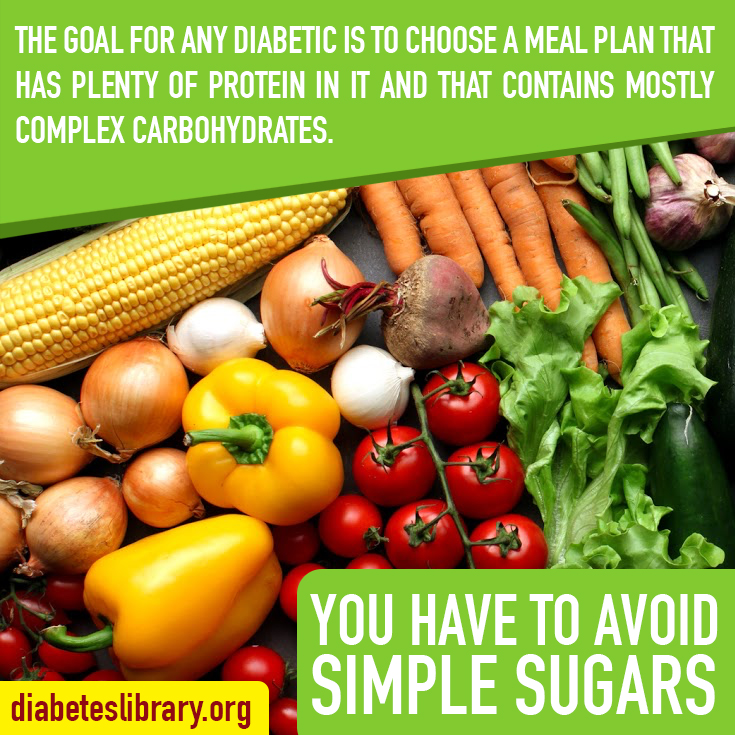 THE GOAL FOR ANY DIABETIC IS TO CHOOSE A MEAL PLAN THAT
HAS PLENTY OF PROTEIN IN IT AND THAT CONTAINS MOSTLY
COMPLEX CARBOHYDRATES.
YOU HAVE TO AVOID
SIMPLE SUGARS
diabeteslibrary.org